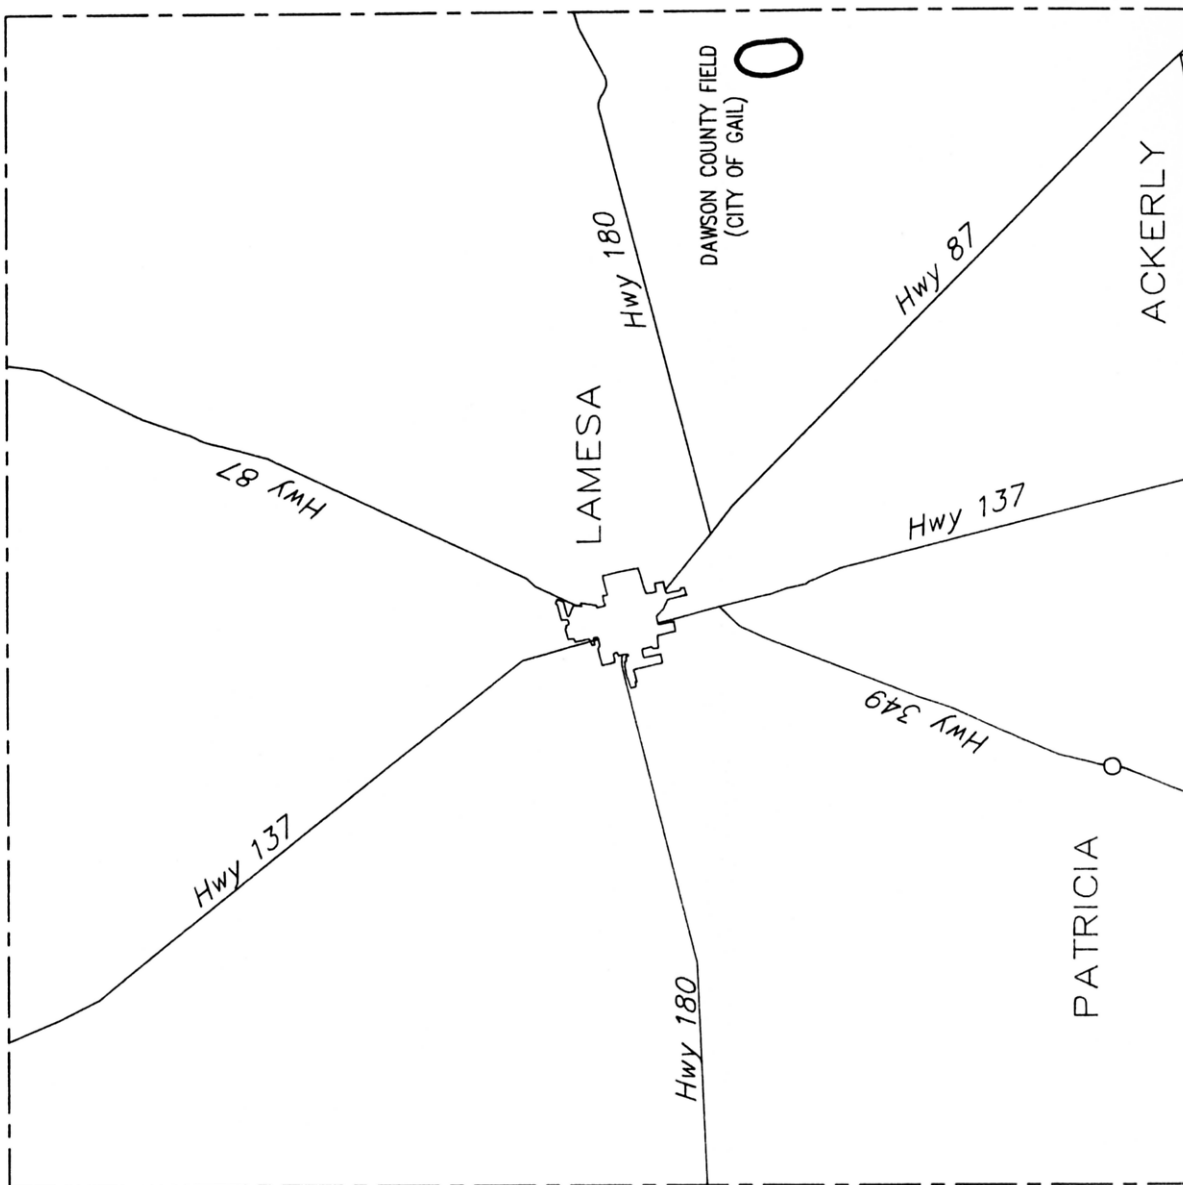 DAWSON COUNTY FIELD
(CITY OF GAIL)
Hwy 180
Hwy 87
ACKERLY
LAMESA
Hwy 87
Hwy 137
Hwy 349
Hwy 137
PATRICIA
Hwy 180